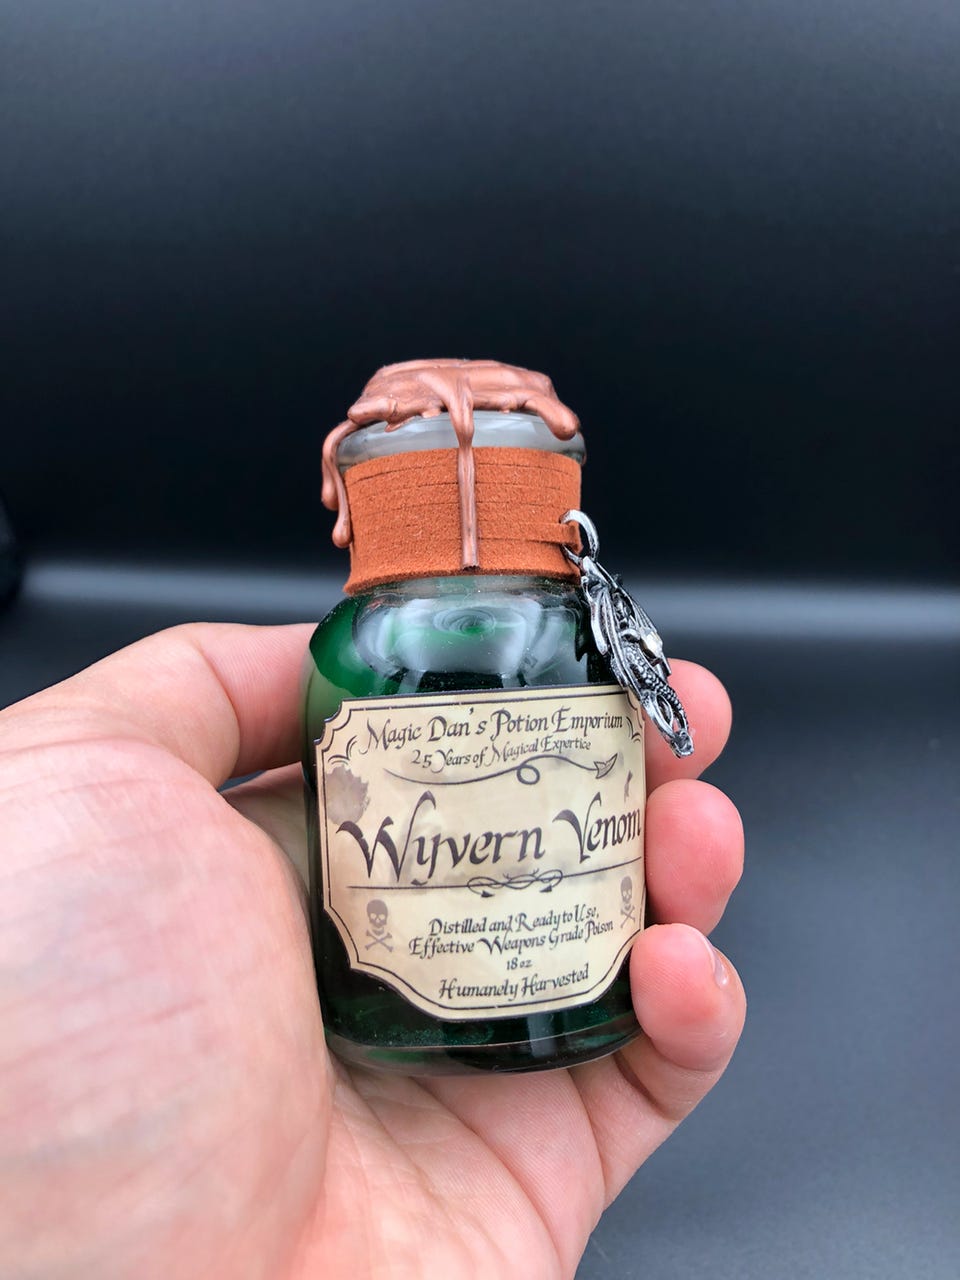 Magic Dan's Potion Emporium
25 Years of Magical Expertice
Wyvern Venom
Distilled and Ready to Use,
Effective Weapons Grade Poison
18 oz
Humanely Harvested